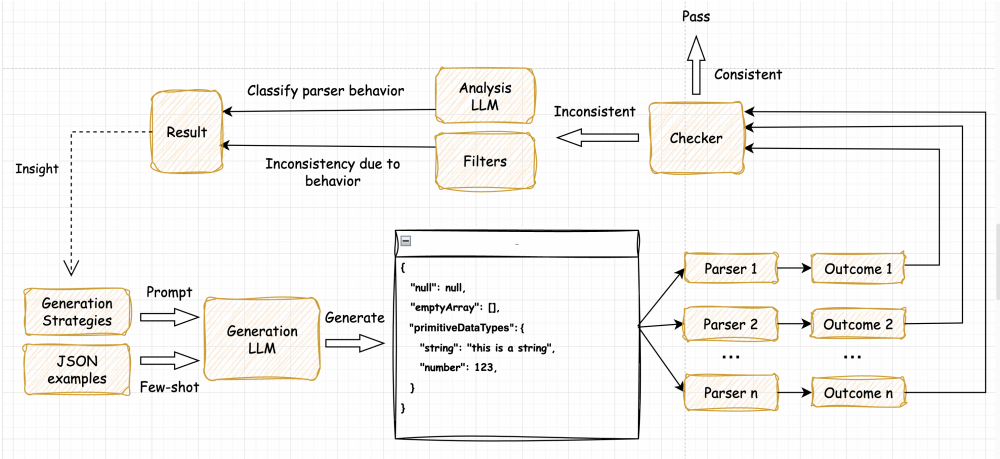 Pass
Consistent
Classify parser behavior
Analysis
LLM
Inconsistent
Checker
Result
Filters
Inconsistency due to
behavior
Insight
Generation
Strategies
Prompt
JSON
examples
Few-shot
Generation
LLM
Generate
{
"null": null,
"emptyArray": [],
"primitiveDataTypes": {
"string": "this is a string",
"number": 123,
}
}
Parser 1
Outcome 1
Parser 2
Outcome 2
...
...
Parser n
Outcome n